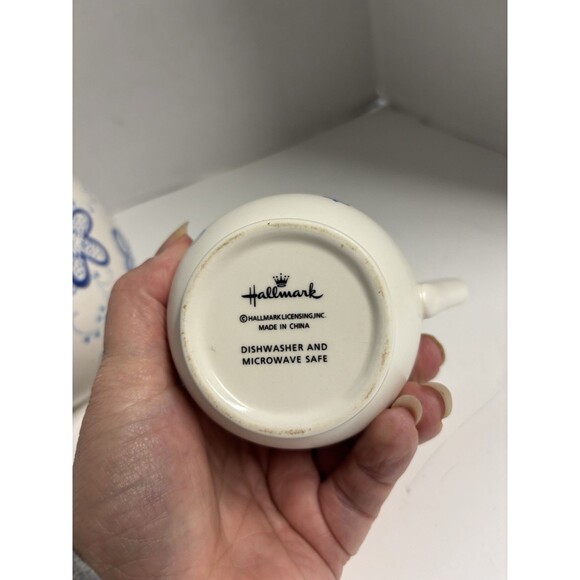 Hallmark
©HALLMARK LICENSING, INC.
MADE IN CHINA
DISHWASHER AND
MICROWAVE SAFE